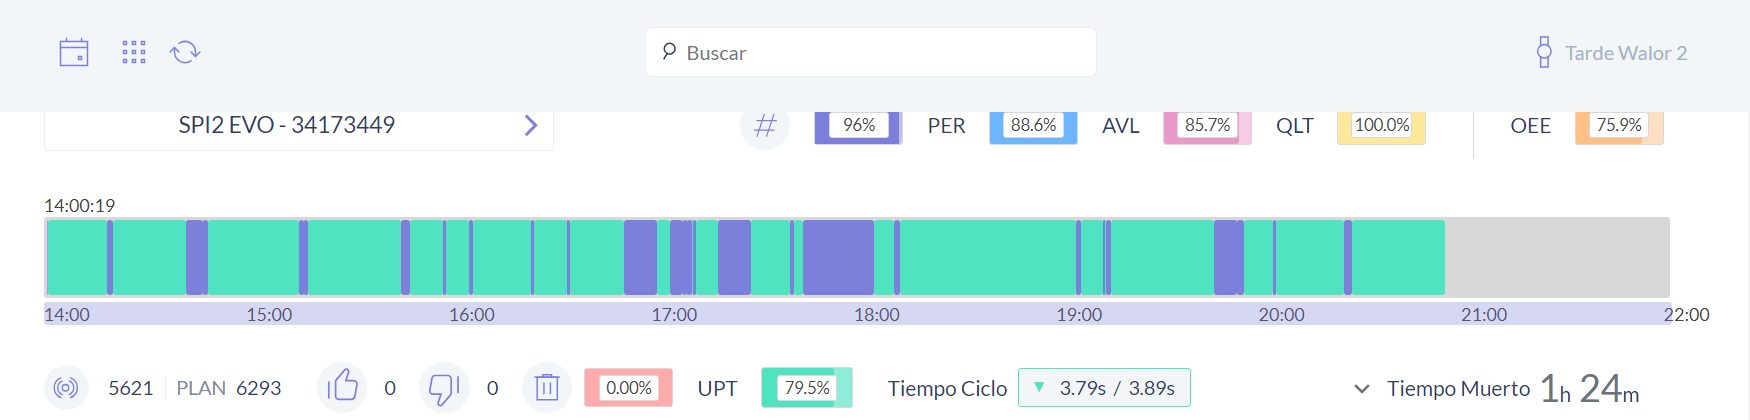 Buscar
Tarde Walor 2
SPI2 EVO - 34173449
# 96% PER 88.6% AVL 85.7% QLT 100.0% OEE 75.9%
14:00:19
14:00 15:00 16:00 17:00 18:00 19:00 20:00 21:00 22:00
5621 PLAN 6293 0 0 0.00% UPT 79.5% Tiempo Ciclo 3.79s / 3.89s Tiempo Muerto 1h 24m